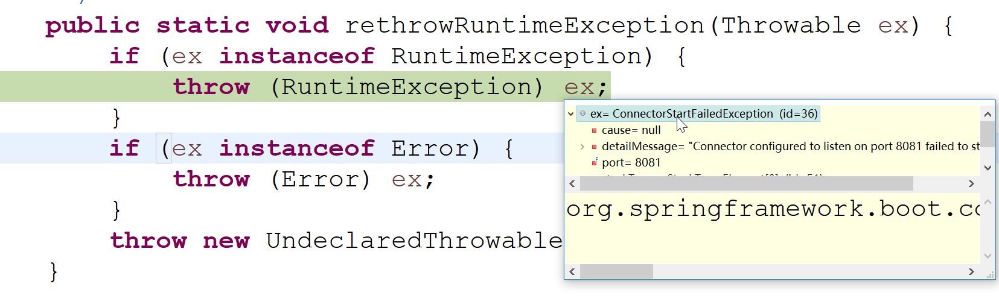 public static void rethrowRuntimeException(Throwable ex) {
if (ex instanceof RuntimeException) {
throw (RuntimeException) ex;
}
if (ex instanceof Error) {
throw (Error) ex;
}
throw new UndeclaredThrowable
}
ex= ConnectorStartFailedException (id=36)
cause= null
detailMessage= "Connector configured to listen on port 8081 failed to st
port= 8081
org.springframework.boot.co